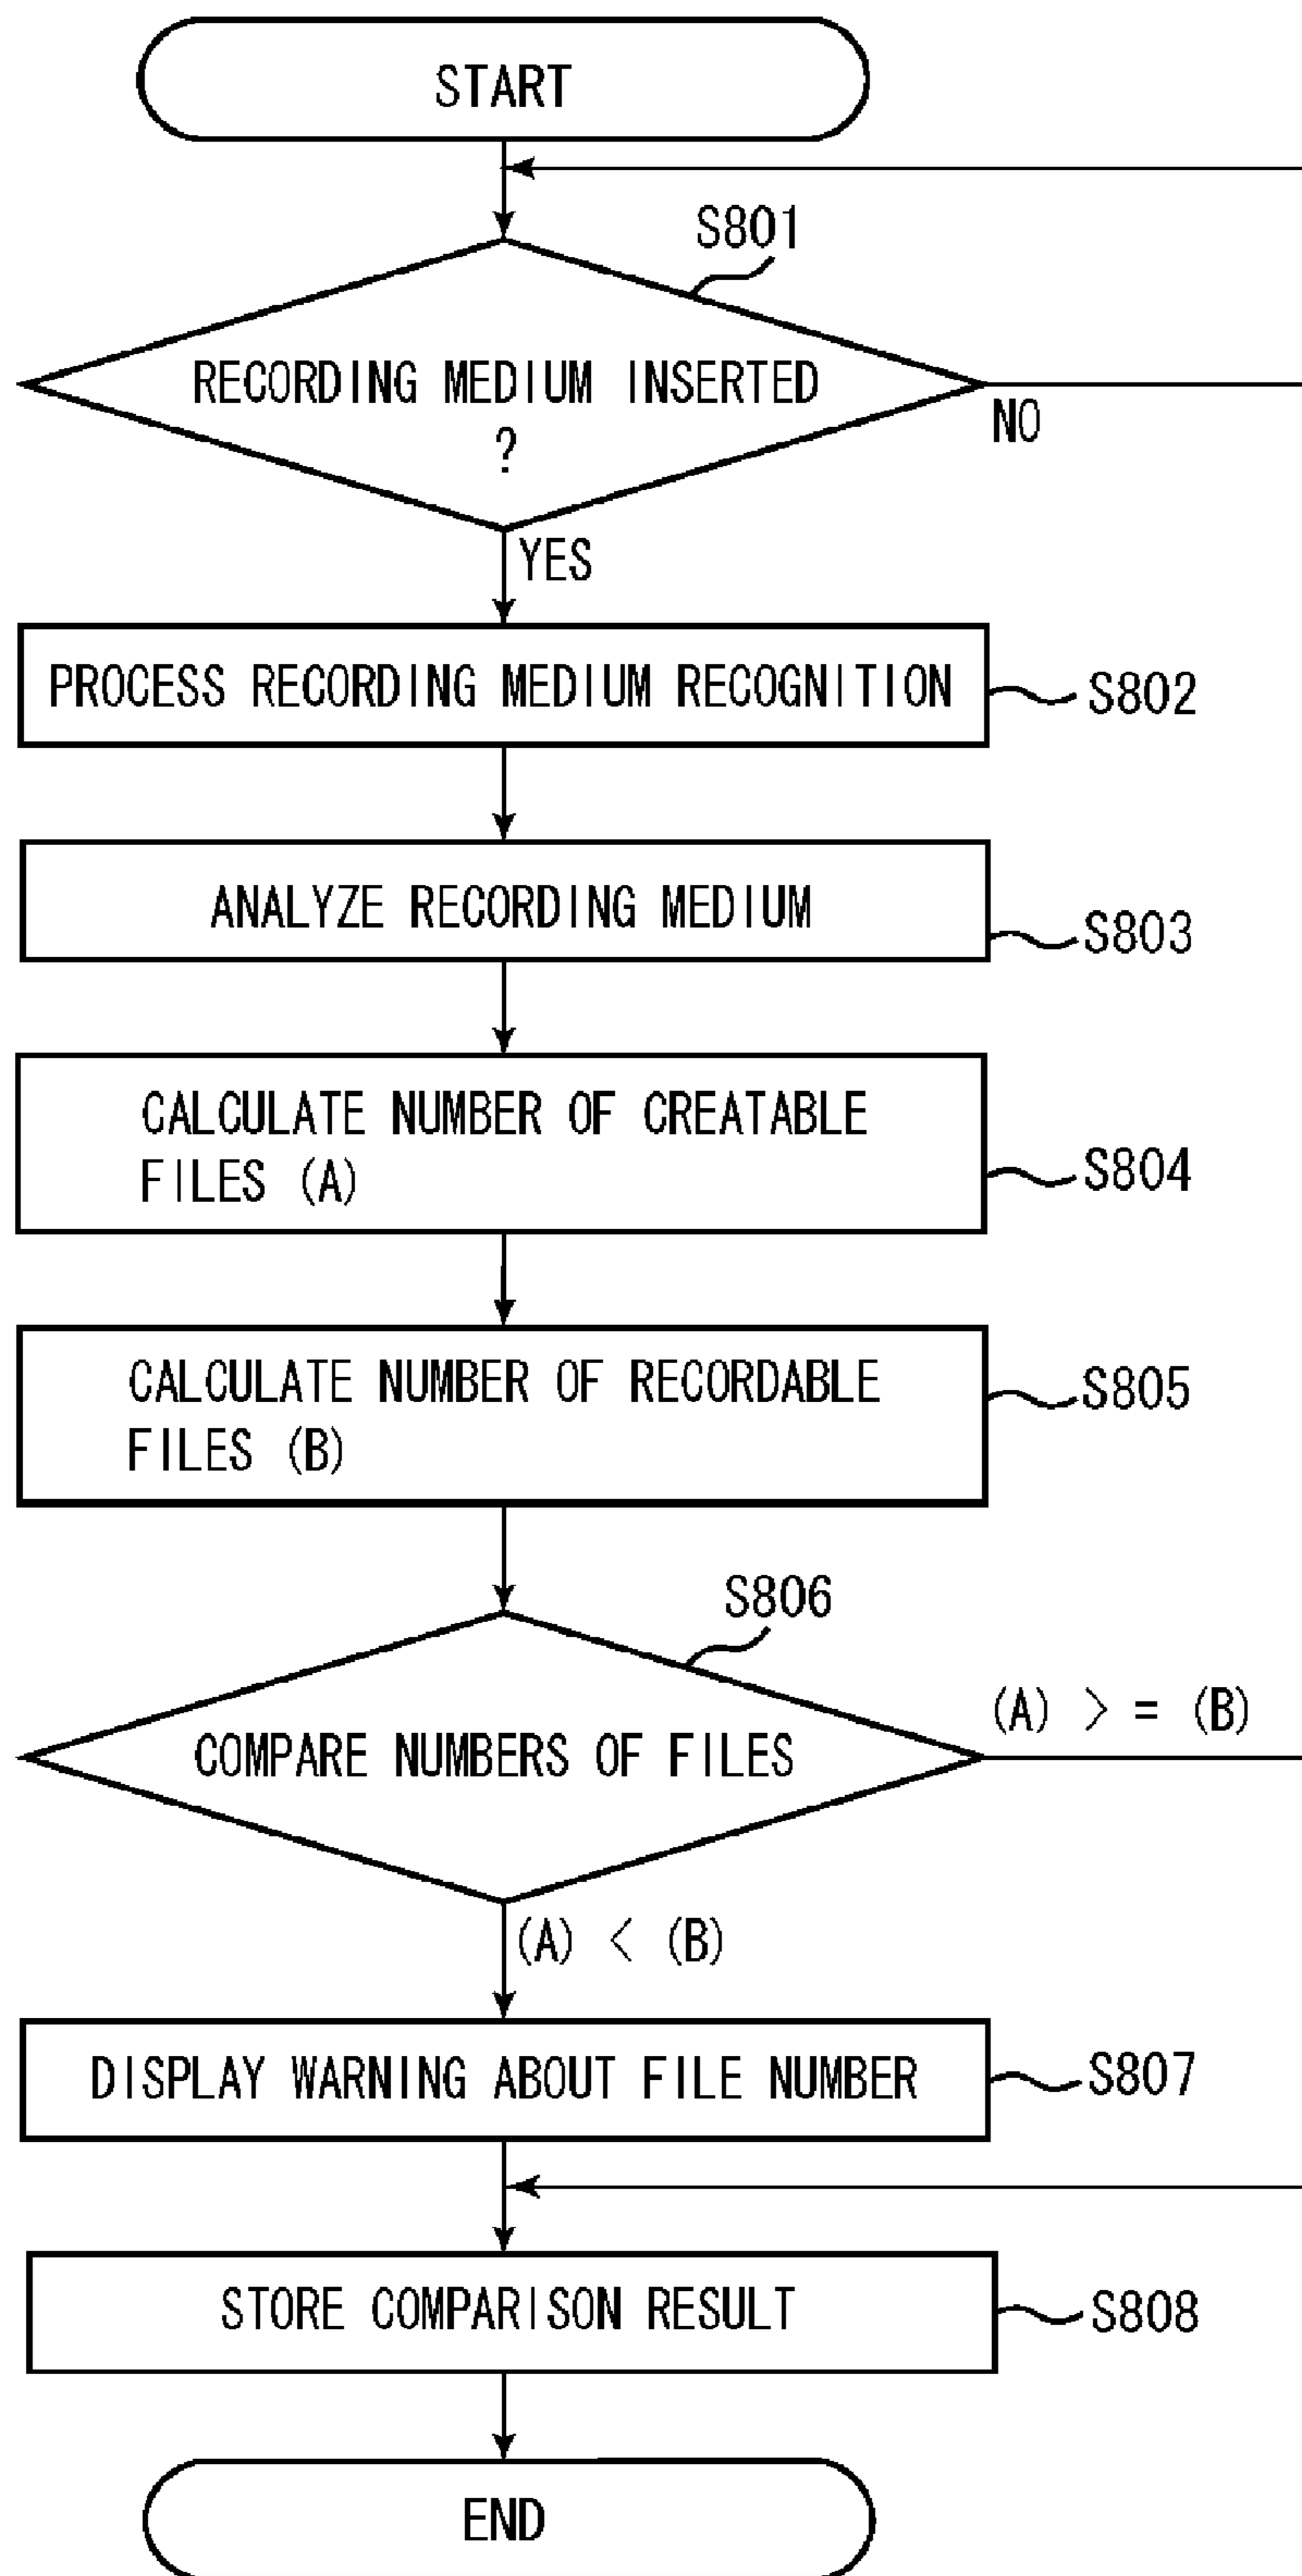 START
S801
RECORDING MEDIUM INSERTED
?
NO
YES
PROCESS RECORDING MEDIUM RECOGNITION
S802
ANALYZE RECORDING MEDIUM
S803
CALCULATE NUMBER OF CREATABLE
FILES (A)
S804
CALCULATE NUMBER OF RECORDABLE
FILES (B)
S805
S806
(A) > = (B)
COMPARE NUMBERS OF FILES
(A) < (B)
DISPLAY WARNING ABOUT FILE NUMBER
S807
STORE COMPARISON RESULT
S808
END